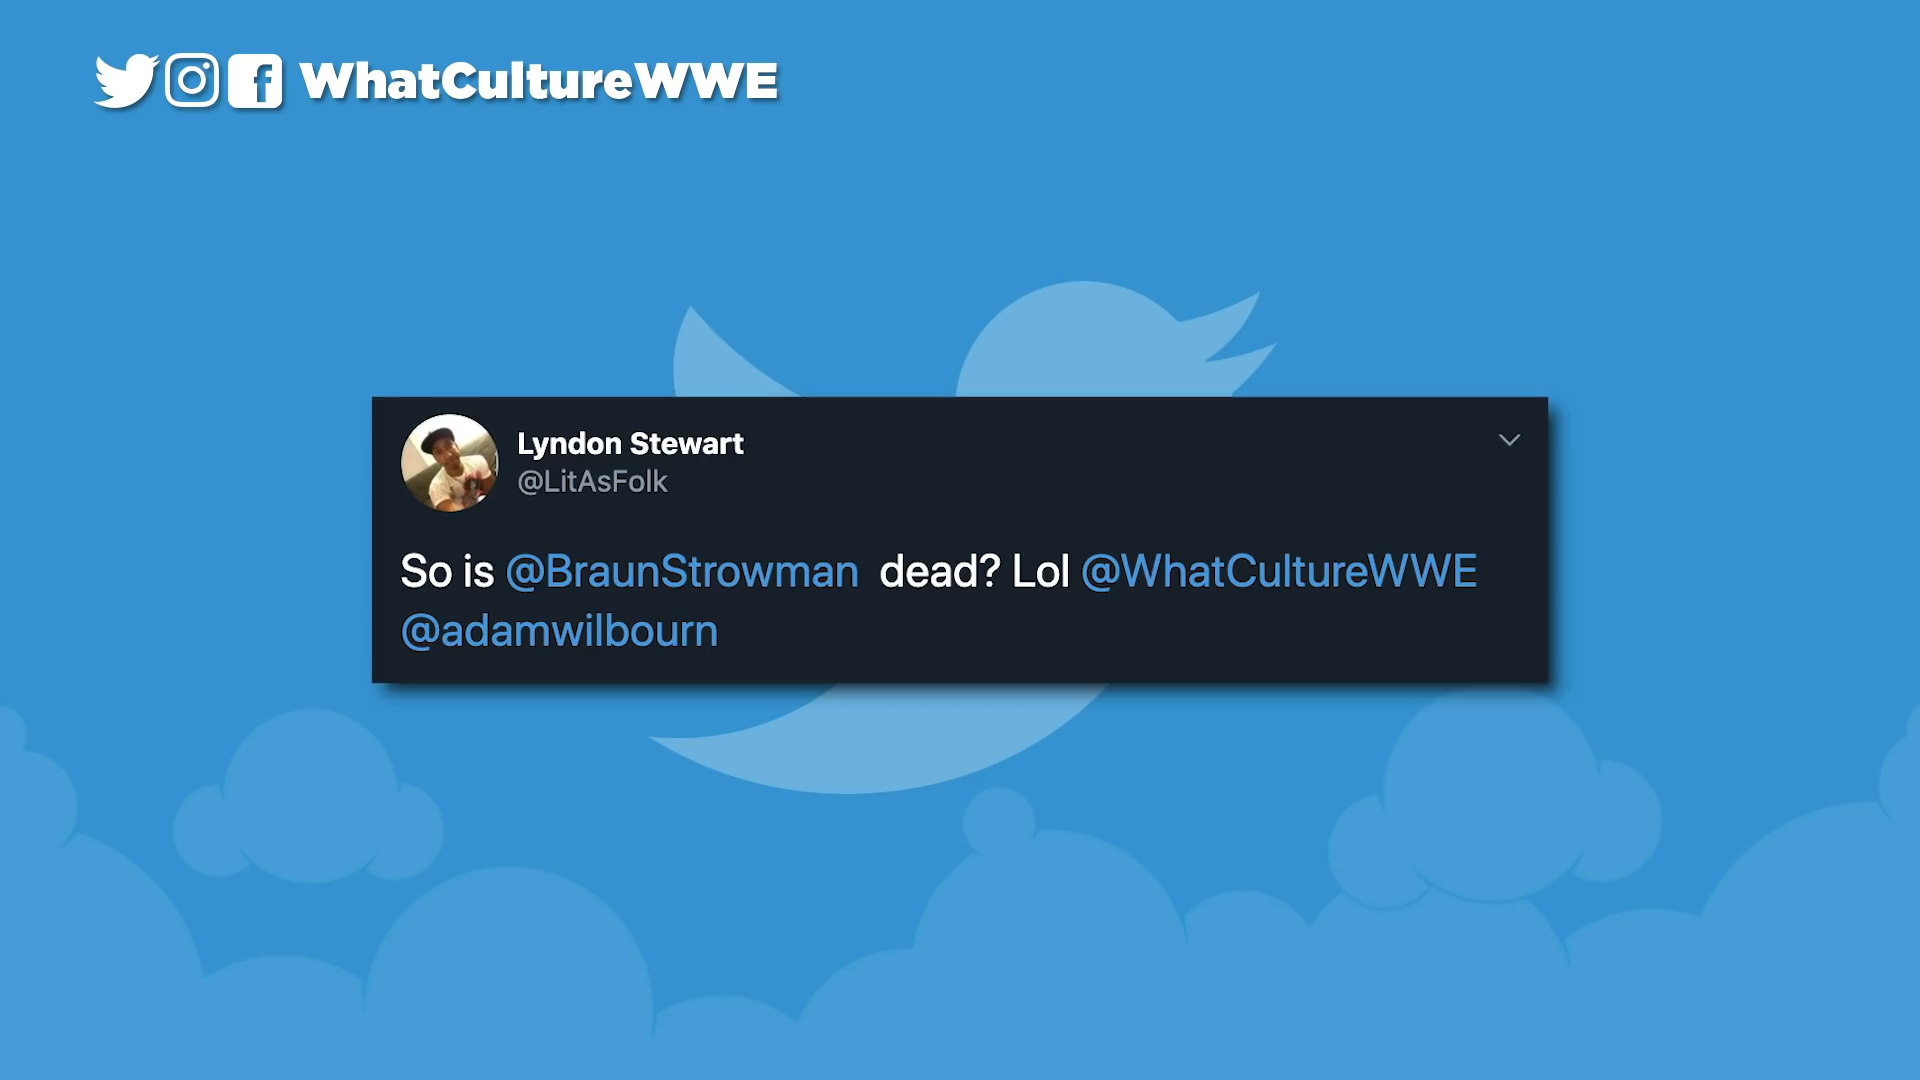 WhatCultureWWE
Lyndon Stewart
@LitAsFolk
So is @BraunStrowman dead? Lol @WhatCultureWWE
@adamwilbourn